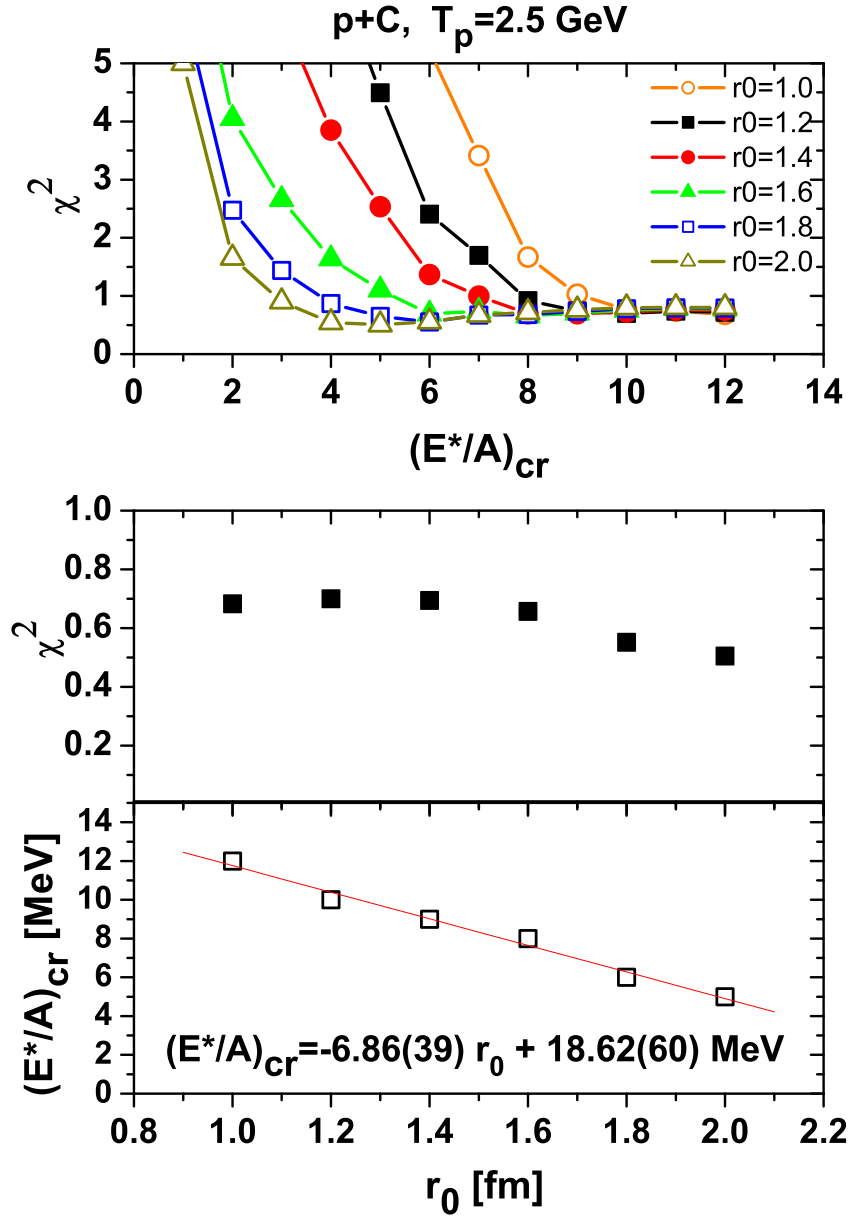 p+C, T_p=2.5 GeV
5
4
3
2
1
0
χ²
r0=1.0
r0=1.2
r0=1.4
r0=1.6
r0=1.8
r0=2.0
0 2 4 6 8 10 12 14
(E*/A)_cr
1.0
0.8
0.6
0.4
0.2
χ²
14
12
10
8
6
4
2
0
(E*/A)_cr [MeV]
(E*/A)_cr=-6.86(39) r_0 + 18.62(60) MeV
0.8 1.0 1.2 1.4 1.6 1.8 2.0 2.2
r_0 [fm]